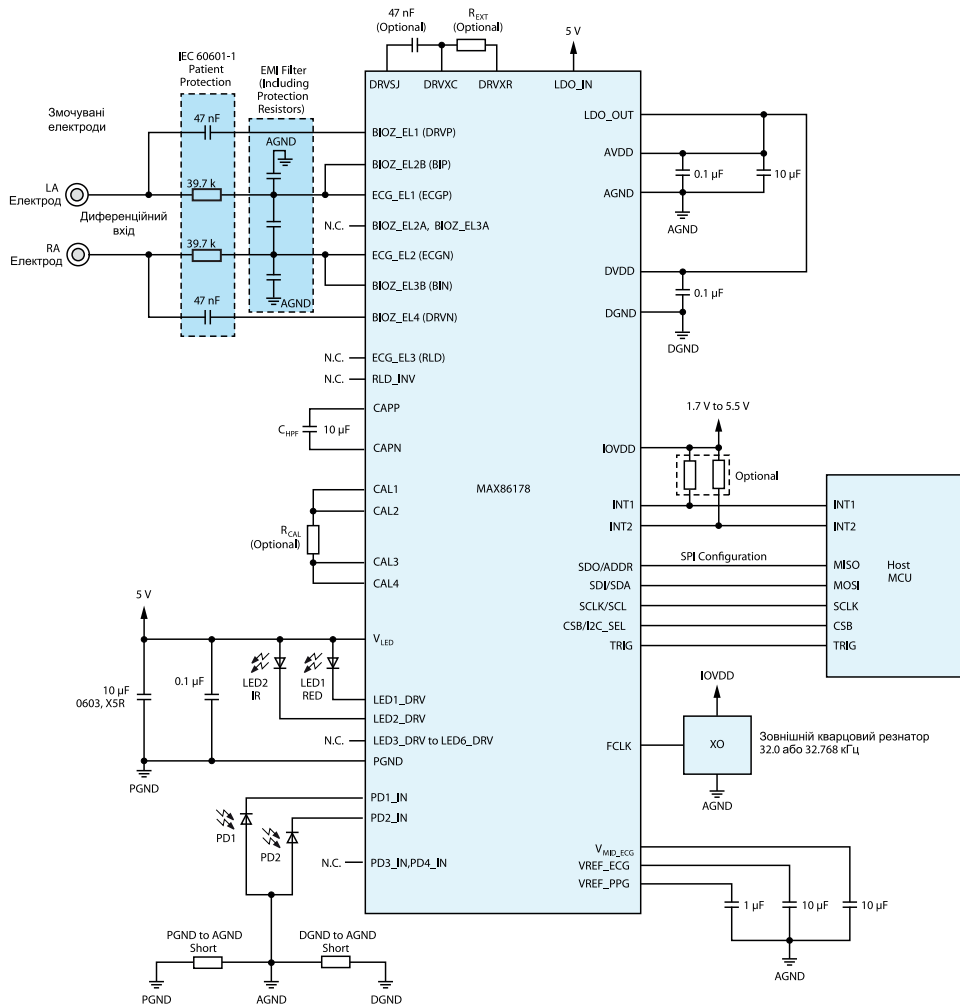 47 nF
(Optional)
REXT
(Optional)
5 V
IEC 60601-1
Patient
Protection
EMI Filter
(Including
Protection
Resistors)
DRVSJ
DRVXC
DRVXR
LDO_IN
Змочувані
електроди
47 nF
AGND
BIOZ_EL1 (DRVP)
BIOZ_EL2B (BIP)
LA
Електрод
39.7 k
ECG_EL1 (ECGP)
Диференційний
вхід
N.C.
BIOZ_EL2A, BIOZ_EL3A
RA
Електрод
39.7 k
ECG_EL2 (ECGN)
BIOZ_EL3B (BIN)
AGND
47 nF
BIOZ_EL4 (DRVN)
N.C.
ECG_EL3 (RLD)
N.C.
RLD_INV
CAPP
CHPF
10 µF
CAPN
CAL1
CAL2
RCAL
(Optional)
CAL3
CAL4
MAX86178
LDO_OUT
AVDD
0.1 µF
10 µF
AGND
AGND
DVDD
0.1 µF
DGND
DGND
1.7 V to 5.5 V
IOVDD
Optional
INT1
INT2
SDO/ADDR
SPI Configuration
SDI/SDA
SCLK/SCL
CSB/I2C_SEL
TRIG
INT1
INT2
MISO
MOSI
SCLK
CSB
TRIG
Host
MCU
5 V
VLED
10 µF
0603, X5R
0.1 µF
LED2
IR
LED1
RED
LED1_DRV
LED2_DRV
N.C.
LED3_DRV to LED6_DRV
PGND
PGND
IOVDD
FCLK
XO
Зовнішній кварцовий резнатор
32.0 або 32.768 кГц
AGND
PD1_IN
PD2_IN
PD1
PD2
N.C.
PD3_IN,PD4_IN
VMID_ECG
VREF_ECG
VREF_PPG
1 µF
10 µF
10 µF
AGND
PGND to AGND
Short
DGND to AGND
Short
PGND
AGND
DGND